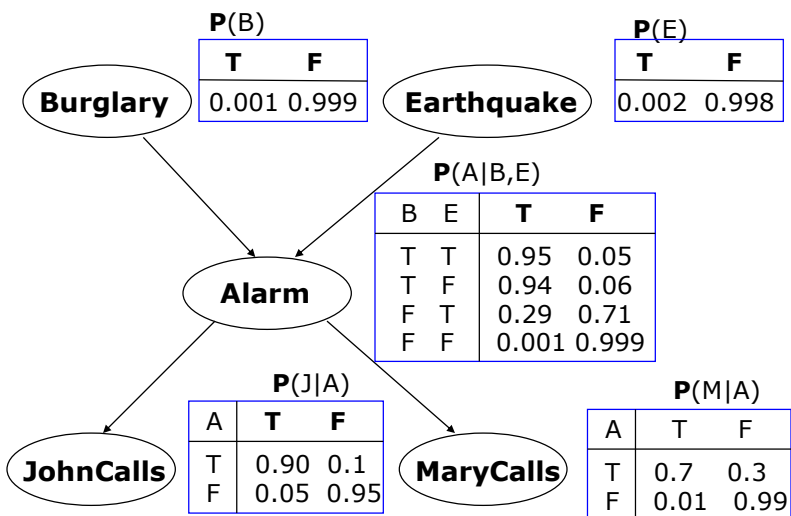 P(B)
T F
0.001 0.999
Burglary
P(E)
T F
0.002 0.998
Earthquake
P(A|B,E)
B E T F
T T 0.95 0.05
T F 0.94 0.06
F T 0.29 0.71
F F 0.001 0.999
Alarm
P(J|A)
A T F
T 0.90 0.1
F 0.05 0.95
JohnCalls
P(M|A)
A T F
T 0.7 0.3
F 0.01 0.99
MaryCalls